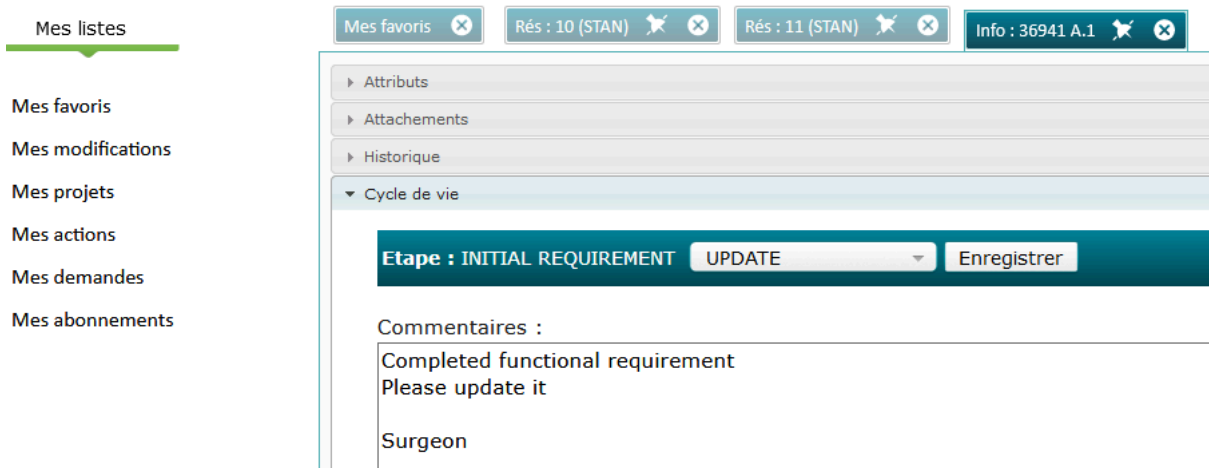 Mes listes
Mes favoris
Mes modifications
Mes projets
Mes actions
Mes demandes
Mes abonnements
Mes favoris
Rés : 10 (STAN)
Rés : 11 (STAN)
Info : 36941 A.1
Attributs
Attachements
Historique
Cycle de vie
Etape : INITIAL REQUIREMENT UPDATE Enregistrer
Commentaires :
Completed functional requirement
Please update it
Surgeon